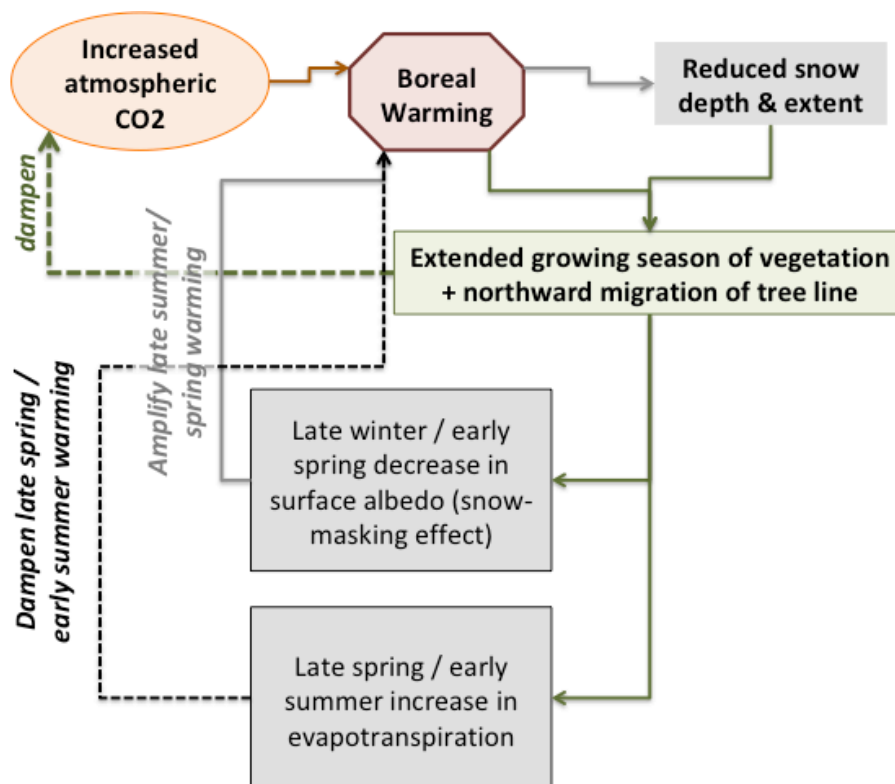 Increased
atmospheric
CO2
Boreal
Warming
Reduced snow
depth & extent
dampen
Extended growing season of vegetation
+ northward migration of tree line
Amplify late summer/
spring warming
Dampen late spring /
early summer warming
Late winter / early
spring decrease in
surface albedo (snow-
masking effect)
Late spring / early
summer increase in
evapotranspiration